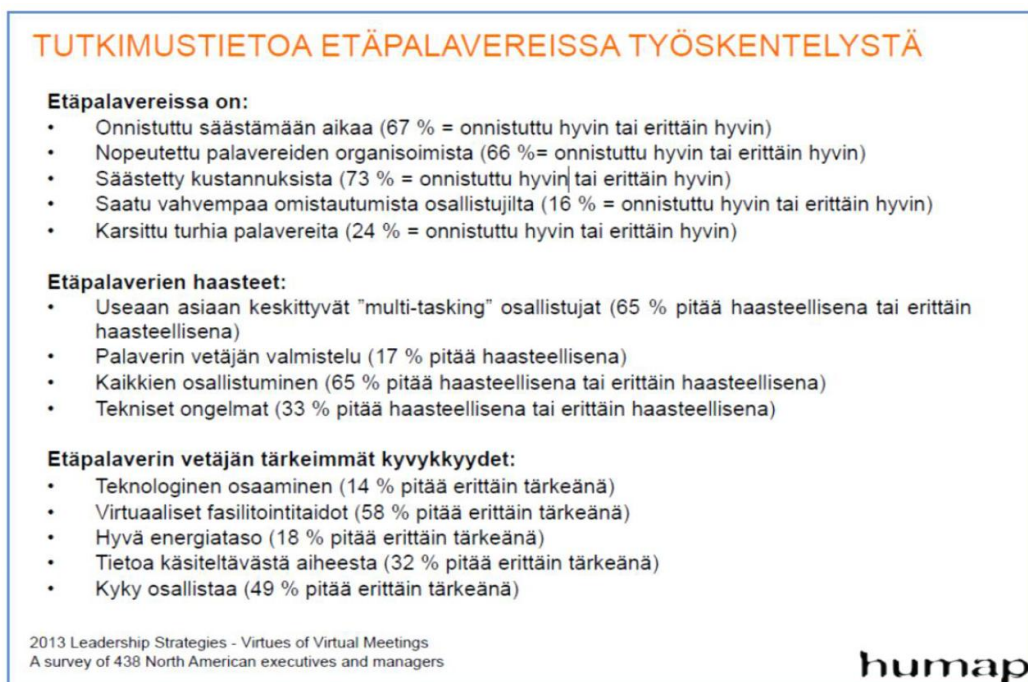 TUTKIMUSTIETOA ETÄPALAVEREISSA TYÖSKENTELYSTÄ
Etäpalavereissa on:
• Onnistuttu säästämään aikaa (67 % = onnistuttu hyvin tai erittäin hyvin)
• Nopeutettu palavereiden organisoimista (66 %= onnistuttu hyvin tai erittäin hyvin)
• Säästetty kustannuksista (73 % = onnistuttu hyvin tai erittäin hyvin)
• Saatu vahvempaa omistautumista osallistujilta (16 % = onnistuttu hyvin tai erittäin hyvin)
• Karsittu turhia palavereita (24 % = onnistuttu hyvin tai erittäin hyvin)
Etäpalaverien haasteet:
• Useaan asiaan keskittyvät ”multi-tasking” osallistujat (65 % pitää haasteellisena tai erittäin
haasteellisena)
• Palaverin vetäjän valmistelu (17 % pitää haasteellisena)
• Kaikkien osallistuminen (65 % pitää haasteellisena tai erittäin haasteellisena)
• Tekniset ongelmat (33 % pitää haasteellisena tai erittäin haasteellisena)
Etäpalaverin vetäjän tärkeimmät kyvykkyydet:
• Teknologinen osaaminen (14 % pitää erittäin tärkeänä)
• Virtuaaliset fasilitointitaidot (58 % pitää erittäin tärkeänä)
• Hyvä energiataso (18 % pitää erittäin tärkeänä)
• Tietoa käsiteltävästä aiheesta (32 % pitää erittäin tärkeänä)
• Kyky osallistaa (49 % pitää erittäin tärkeänä)
2013 Leadership Strategies - Virtues of Virtual Meetings
A survey of 438 North American executives and managers
humap